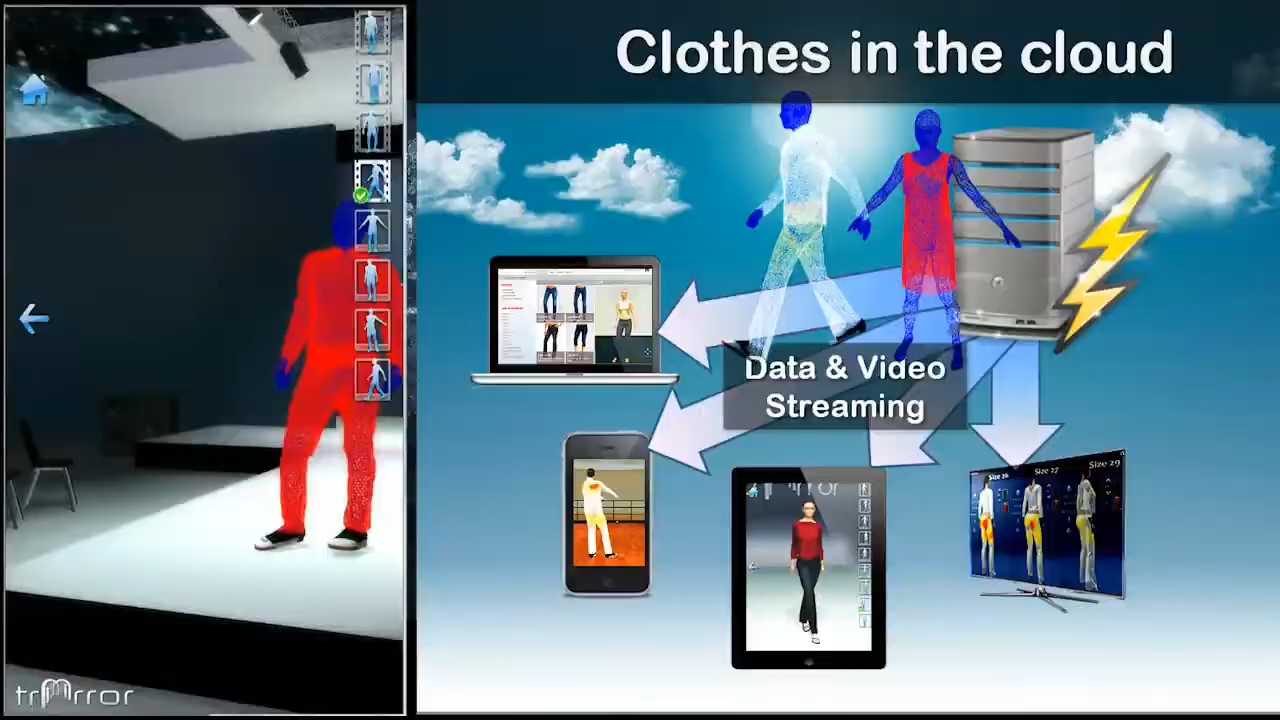 Clothes in the cloud
Data & Video
Streaming
Size 26
Size 27
Size 29
trimirror